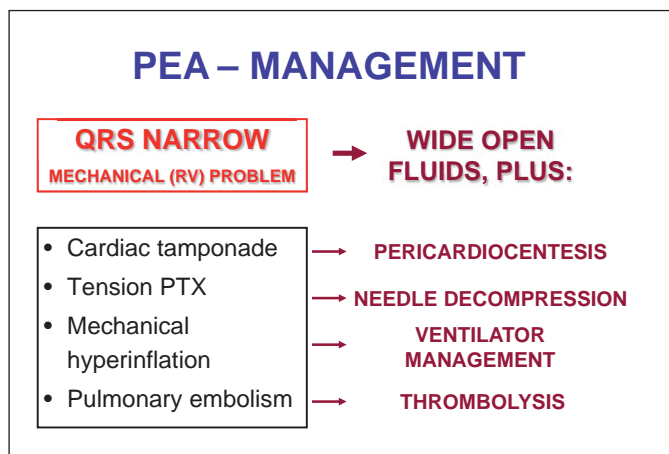 PEA – MANAGEMENT
QRS NARROW
MECHANICAL (RV) PROBLEM
WIDE OPEN
FLUIDS, PLUS:
• Cardiac tamponade
PERICARDIOCENTESIS
• Tension PTX
NEEDLE DECOMPRESSION
• Mechanical
hyperinflation
VENTILATOR
MANAGEMENT
• Pulmonary embolism
THROMBOLYSIS